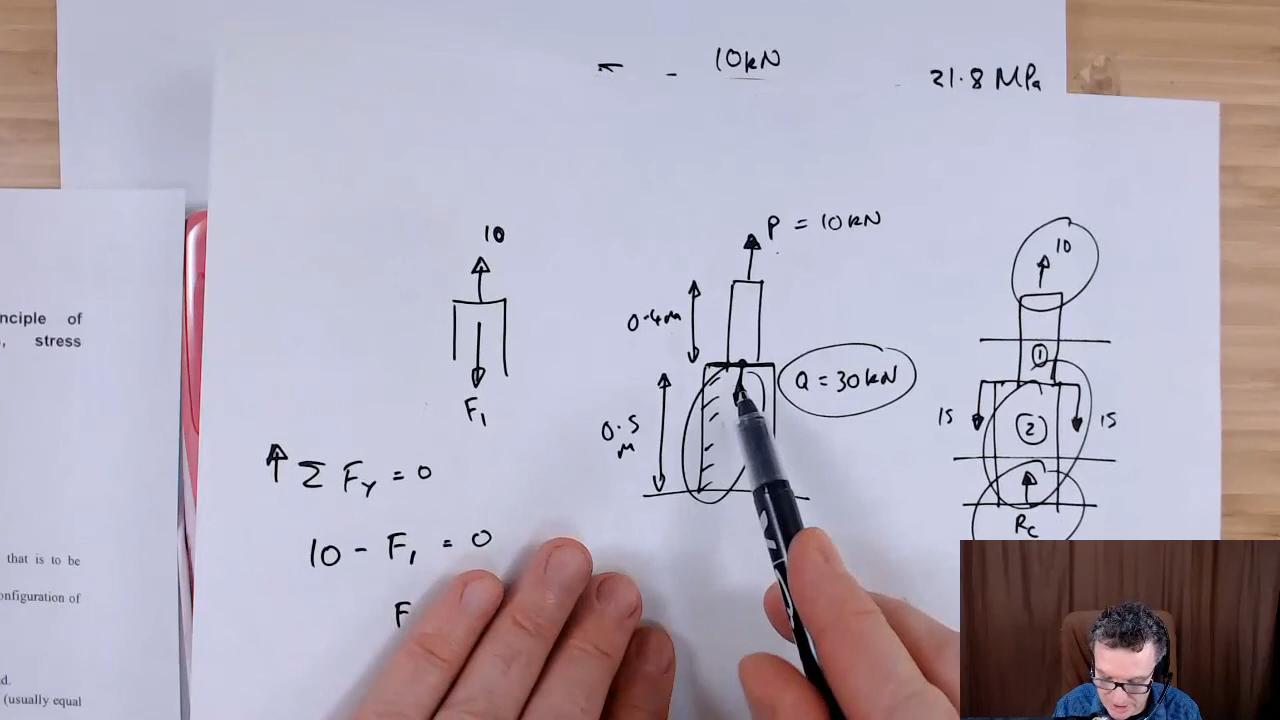 10kN
21.8 MPa
nciple of
s, stress
that is to be
onfiguration of
d.
(usually equal
10
F₁
↑ Σ Fy = 0
10 - F₁ = 0
F
P = 10kN
0.4m
Q = 30kN
0.5
m
10
①
15
②
15
Rc